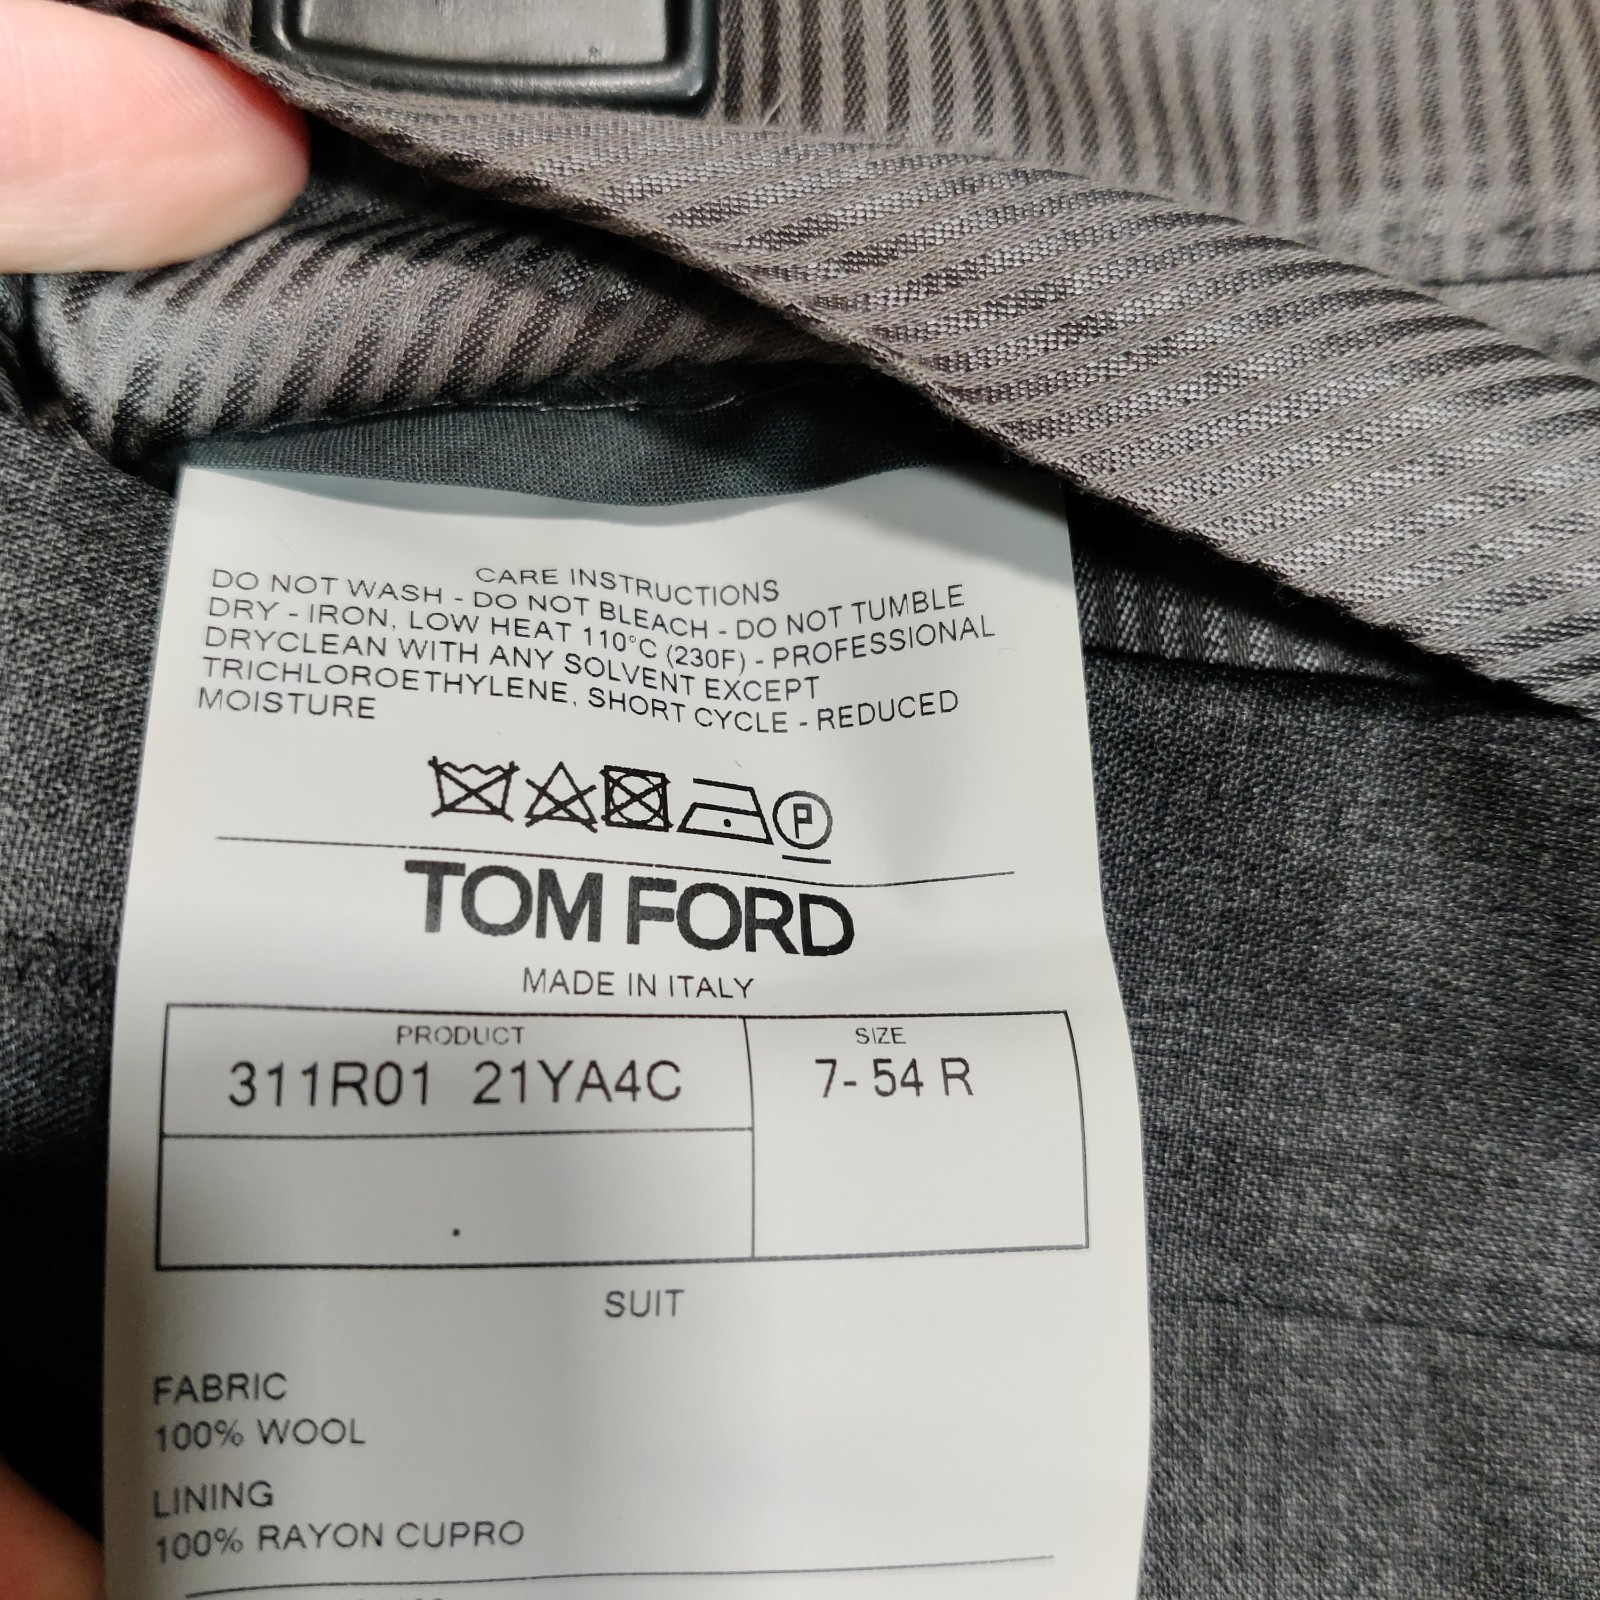 CARE INSTRUCTIONS
DO NOT WASH - DO NOT BLEACH - DO NOT TUMBLE
DRY - IRON, LOW HEAT 110°C (230F) - PROFESSIONAL
DRYCLEAN WITH ANY SOLVENT EXCEPT
TRICHLOROETHYLENE, SHORT CYCLE - REDUCED
MOISTURE
P
TOM FORD
MADE IN ITALY
PRODUCT
311R01 21YA4C
SIZE
7- 54 R
SUIT
FABRIC
100% WOOL
LINING
100% RAYON CUPRO